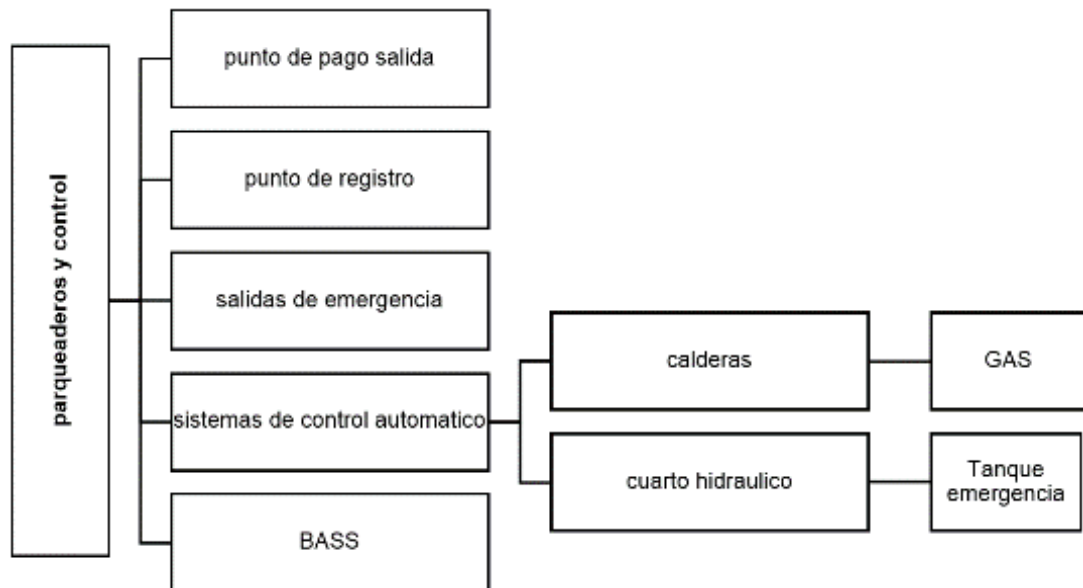 parqueaderos y control
punto de pago salida
punto de registro
salidas de emergencia
sistemas de control automatico
BASS
calderas
GAS
cuarto hidraulico
Tanque
emergencia